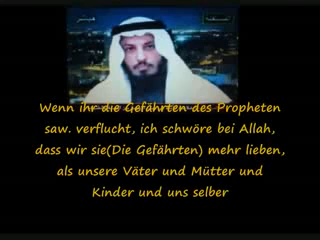 مباشر
Wenn ihr die Gefährten des Propheten
saw. verflucht, ich schwöre bei Allah,
dass wir sie(Die Gefährten) mehr lieben,
als unsere Väter und Mütter und
Kinder und uns selber